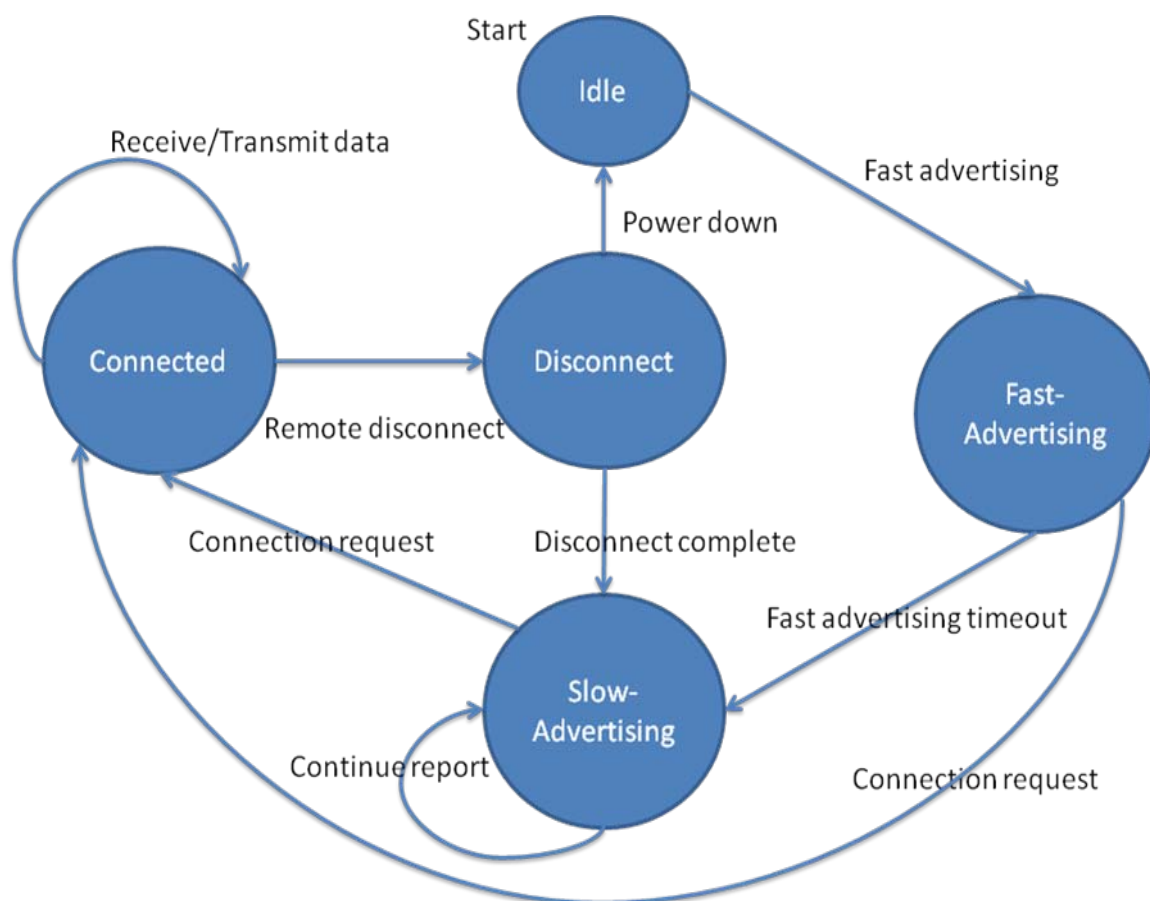 Start
Idle
Receive/Transmit data
Fast advertising
Power down
Connected
Disconnect
Fast-
Advertising
Remote disconnect
Connection request
Disconnect complete
Fast advertising timeout
Slow-
Advertising
Continue report
Connection request